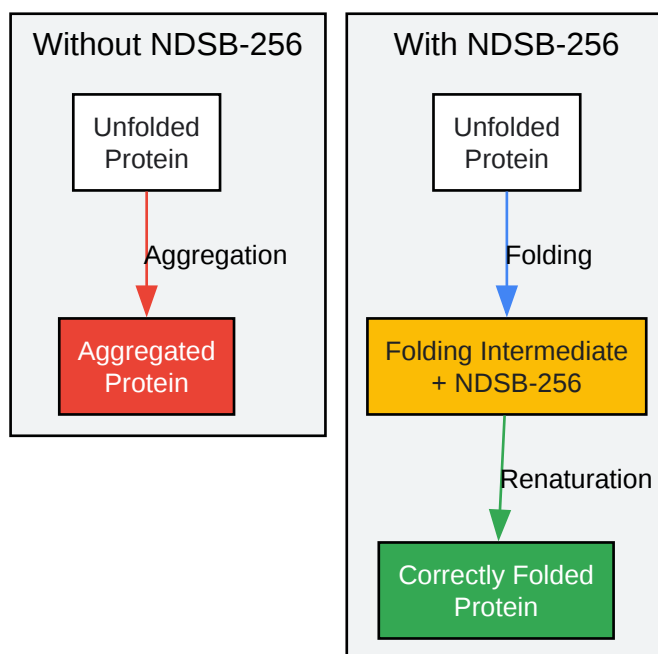 Without NDSB-256
Unfolded
Protein
Aggregation
Aggregated
Protein
With NDSB-256
Unfolded
Protein
Folding
Folding Intermediate
+ NDSB-256
Renaturation
Correctly Folded
Protein